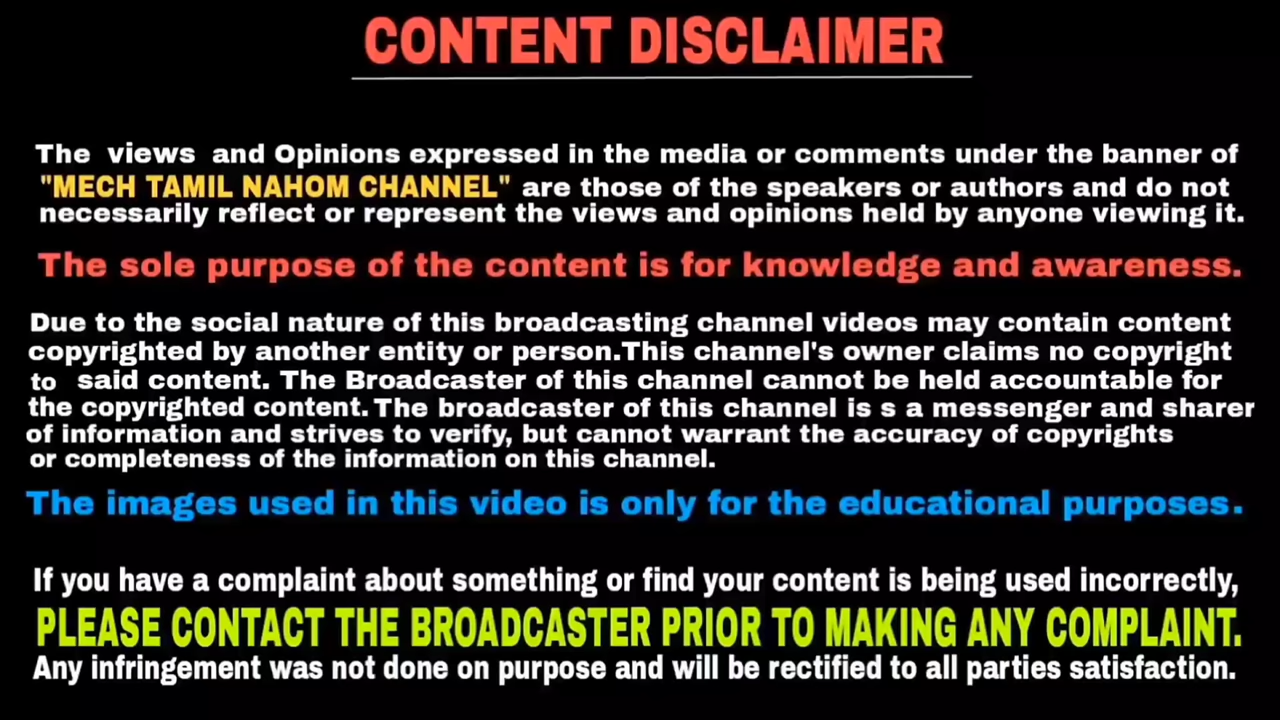 CONTENT DISCLAIMER
The views and Opinions expressed in the media or comments under the banner of
"MECH TAMIL NAHOM CHANNEL" are those of the speakers or authors and do not
necessarily reflect or represent the views and opinions held by anyone viewing it.
The sole purpose of the content is for knowledge and awareness.
Due to the social nature of this broadcasting channel videos may contain content
copyrighted by another entity or person.This channel's owner claims no copyright
to said content. The Broadcaster of this channel cannot be held accountable for
the copyrighted content. The broadcaster of this channel is s a messenger and sharer
of information and strives to verify, but cannot warrant the accuracy of copyrights
or completeness of the information on this channel.
The images used in this video is only for the educational purposes.
If you have a complaint about something or find your content is being used incorrectly,
PLEASE CONTACT THE BROADCASTER PRIOR TO MAKING ANY COMPLAINT.
Any infringement was not done on purpose and will be rectified to all parties satisfaction.